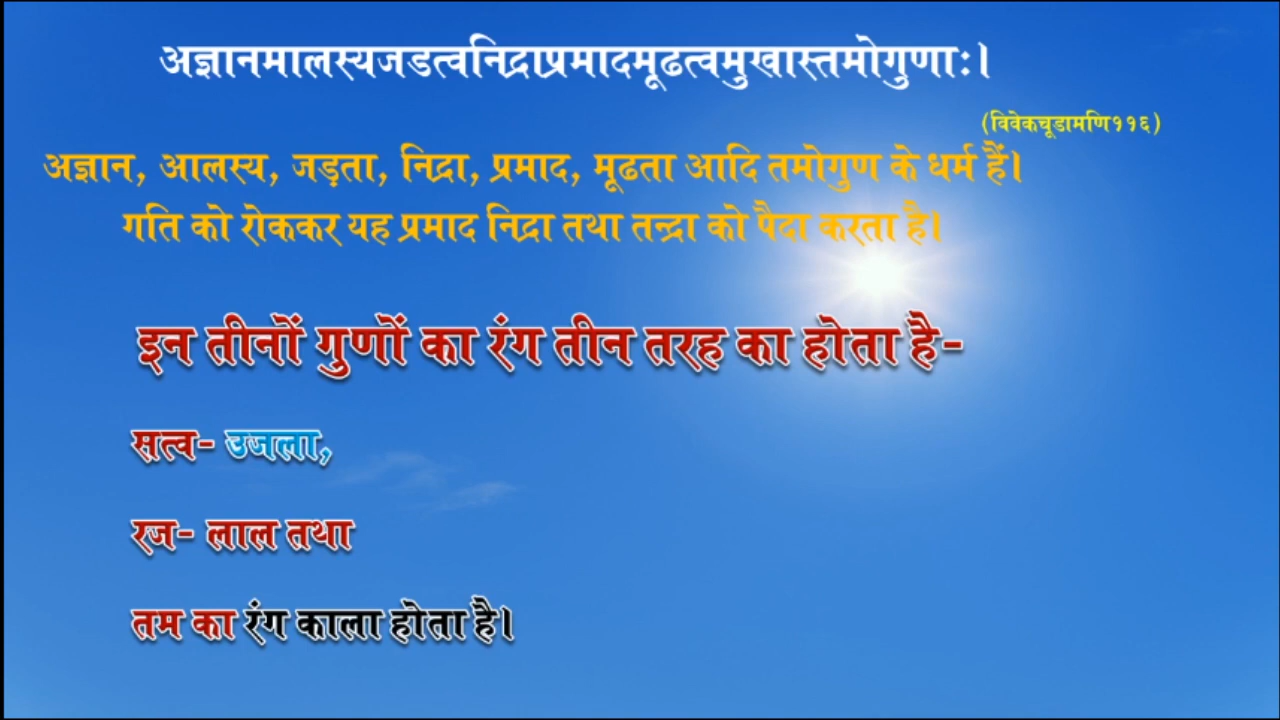 अज्ञानमालस्यजडत्वनिद्राप्रमादमूढत्वमुखास्तमोगुणाः।
(विवेकचूडामणि११६)
अज्ञान, आलस्य, जड़ता, निद्रा, प्रमाद, मूढता आदि तमोगुण के धर्म हैं।
गति को रोककर यह प्रमाद निद्रा तथा तन्द्रा को पैदा करता है।
इन तीनों गुणों का रंग तीन तरह का होता है-
सत्व- उजला,
रज- लाल तथा
तम का रंग काला होता है।